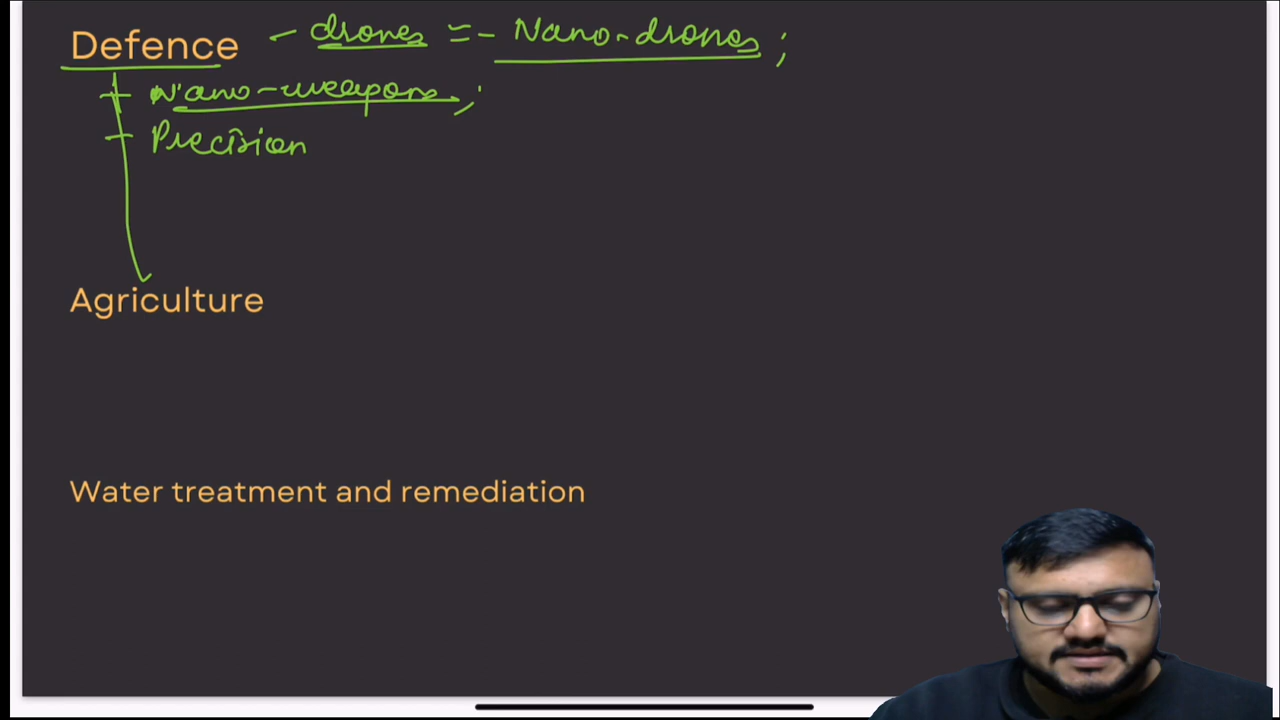 Defence - drones = - Nano-drones ;
Nano-weapons ;
Precision
Agriculture
Water treatment and remediation